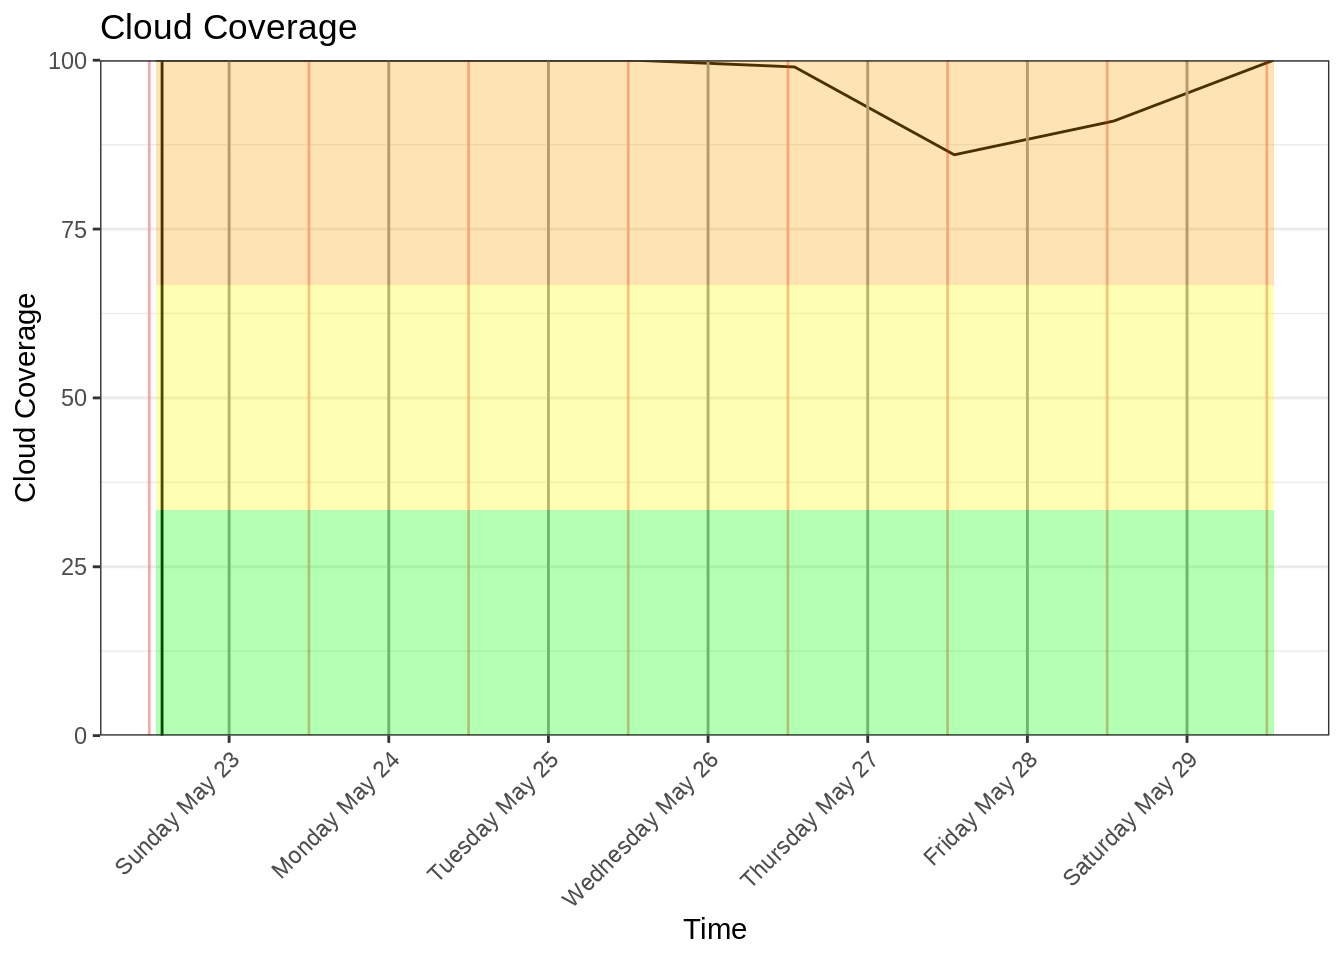 Cloud Coverage
100
75
50
25
0
Cloud Coverage
Sunday May 23
Monday May 24
Tuesday May 25
Wednesday May 26
Thursday May 27
Friday May 28
Saturday May 29
Time